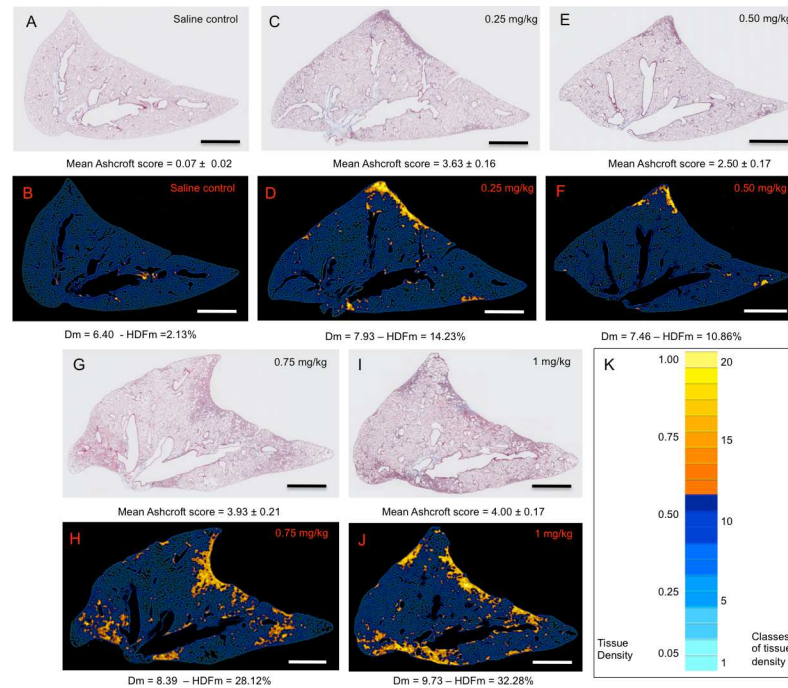 A
Saline control
C
0.25 mg/kg
E
0.50 mg/kg
Mean Ashcroft score = 0.07 ± 0.02
Mean Ashcroft score = 3.63 ± 0.16
Mean Ashcroft score = 2.50 ± 0.17
B
Saline control
D
0.25 mg/kg
F
0.50 mg/kg
Dm = 6.40 - HDFm =2.13%
Dm = 7.93 – HDFm = 14.23%
Dm = 7.46 – HDFm = 10.86%
G
0.75 mg/kg
I
1 mg/kg
Mean Ashcroft score = 3.93 ± 0.21
Mean Ashcroft score = 4.00 ± 0.17
H
0.75 mg/kg
J
1 mg/kg
Dm = 8.39 – HDFm = 28.12%
Dm = 9.73 – HDFm = 32.28%
K
1.00
20
0.75
15
0.50
10
0.25
5
0.05
1
Tissue
Density
Classes
of tissue
density